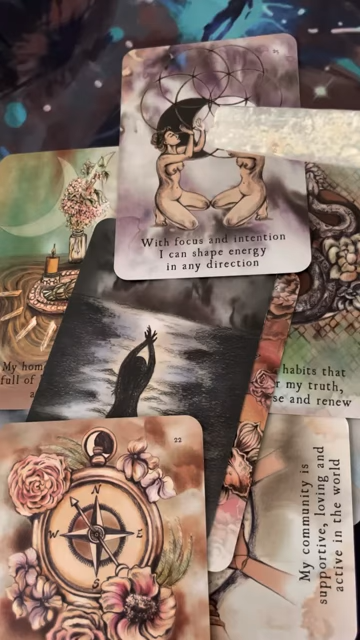 25
With focus and intention
I can shape energy
in any direction
My hom
full of
a
habits that
r my truth,
se and renew
22
N
W E
S
My community is
supportive, loving and
active in the world